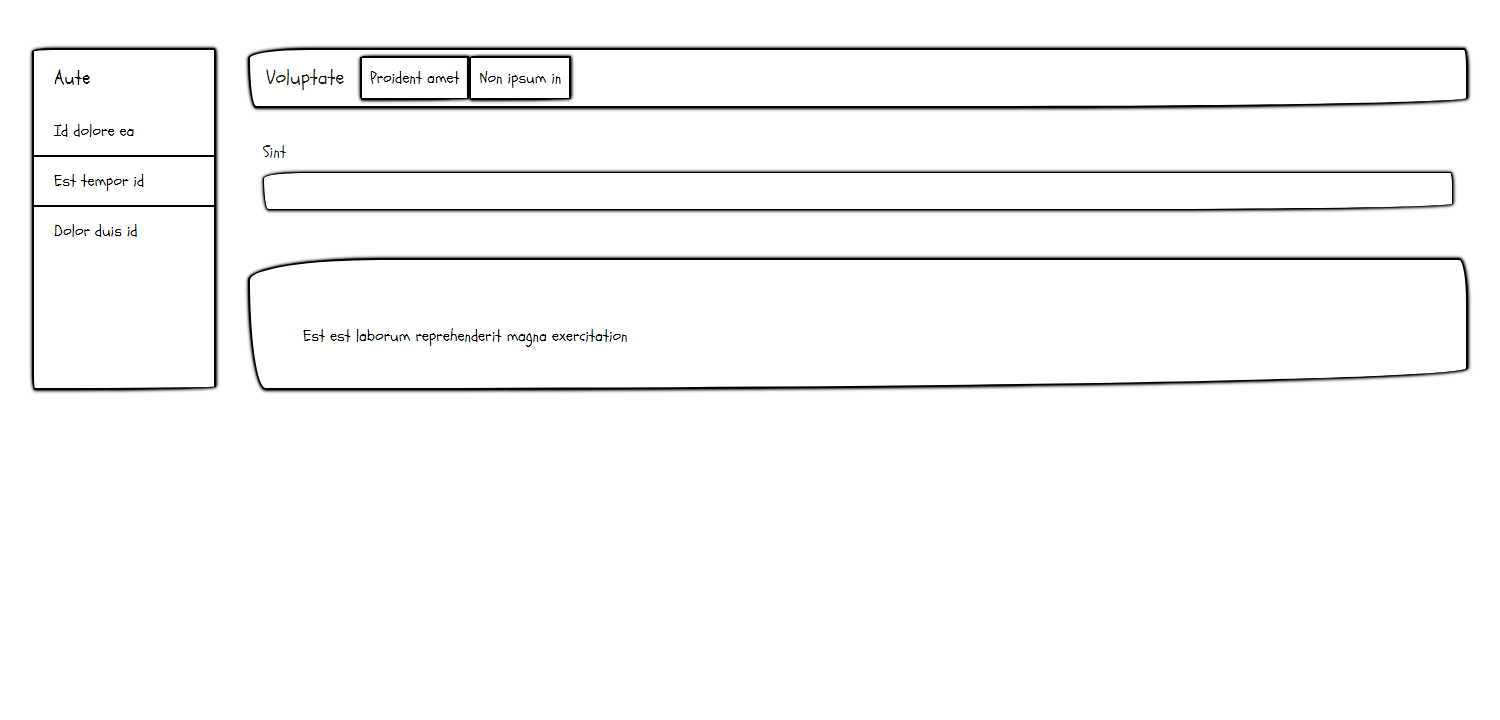 Aute
Id dolore ea
Est tempor id
Dolor duis id
Voluptate Proident amet Non ipsum in
Sint
Est est laborum reprehenderit magna exercitation